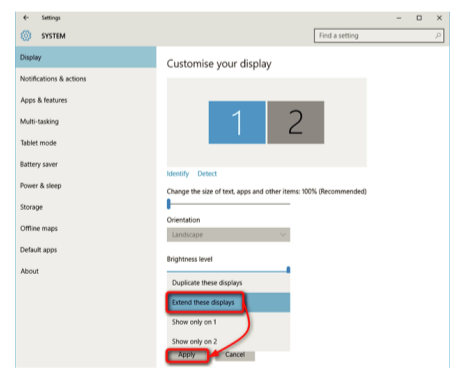 Settings
SYSTEM
Find a setting
Display
Notifications & actions
Apps & features
Multi-tasking
Tablet mode
Battery saver
Power & sleep
Storage
Offline maps
Default apps
About
Customise your display
1 2
Identify Detect
Change the size of text, apps and other items: 100% (Recommended)
Orientation
Landscape
Brightness level
Duplicate these displays
Extend these displays
Show only on 1
Show only on 2
Apply Cancel